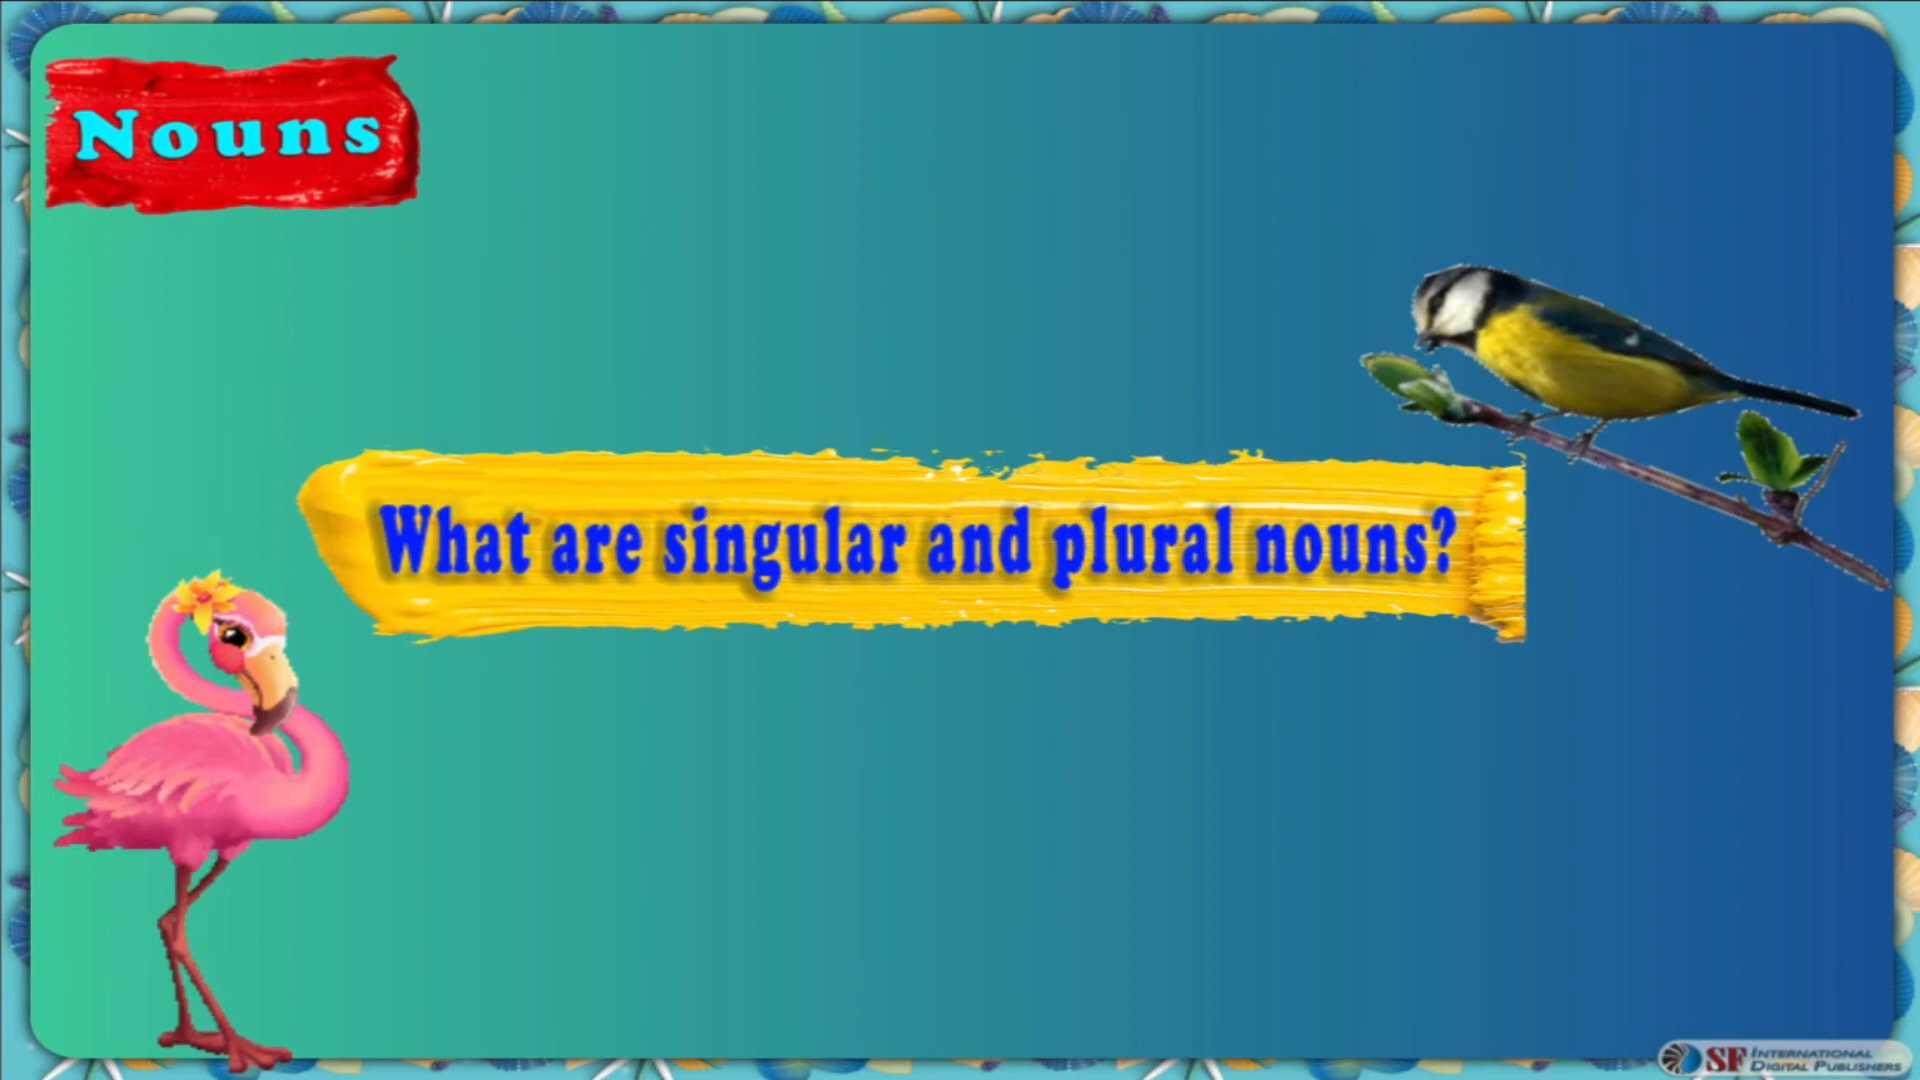 Nouns
What are singular and plural nouns?
SF INTERNATIONAL
DIGITAL PUBLISHERS